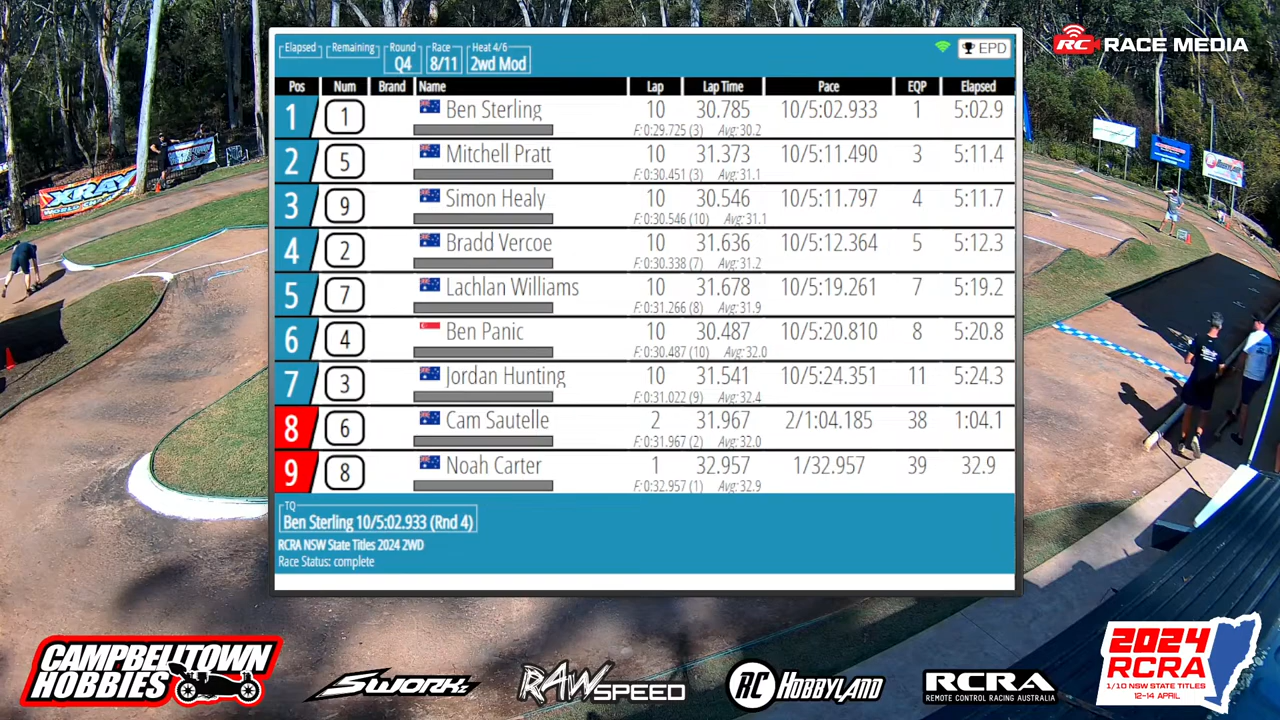 RC RACE MEDIA
Elapsed Remaining Round Race Heat 4/6
Q4 8/11 2wd Mod
EPD
Pos Num Brand Name Lap Lap Time Pace EQP Elapsed
1 1 Ben Sterling 10 30.785 10/5:02.933 1 5:02.9
F: 0:29.725 (3) Avg: 30.2
2 5 Mitchell Pratt 10 31.373 10/5:11.490 3 5:11.4
F: 0:30.451 (3) Avg: 31.1
3 9 Simon Healy 10 30.546 10/5:11.797 4 5:11.7
F: 0:30.546 (10) Avg: 31.1
4 2 Bradd Vercoe 10 31.636 10/5:12.364 5 5:12.3
F: 0:30.338 (7) Avg: 31.2
5 7 Lachlan Williams 10 31.678 10/5:19.261 7 5:19.2
F: 0:31.266 (8) Avg: 31.9
6 4 Ben Panic 10 30.487 10/5:20.810 8 5:20.8
F: 0:30.487 (10) Avg: 32.0
7 3 Jordan Hunting 10 31.541 10/5:24.351 11 5:24.3
F: 0:31.022 (9) Avg: 32.4
8 6 Cam Sautelle 2 31.967 2/1:04.185 38 1:04.1
F: 0:31.967 (2) Avg: 32.0
9 8 Noah Carter 1 32.957 1/32.957 39 32.9
F: 0:32.957 (1) Avg: 32.9
TQ
Ben Sterling 10/5:02.933 (Rnd 4)
RCRA NSW State Titles 2024 2WD
Race Status: complete
XRAY
CAMPBELLTOWN
HOBBIES
SWORKz
RAW SPEED
RC HOBBYLAND
RCRA
REMOTE CONTROL RACING AUSTRALIA
2024
RCRA
1/10 NSW STATE TITLES
12-14 APRIL